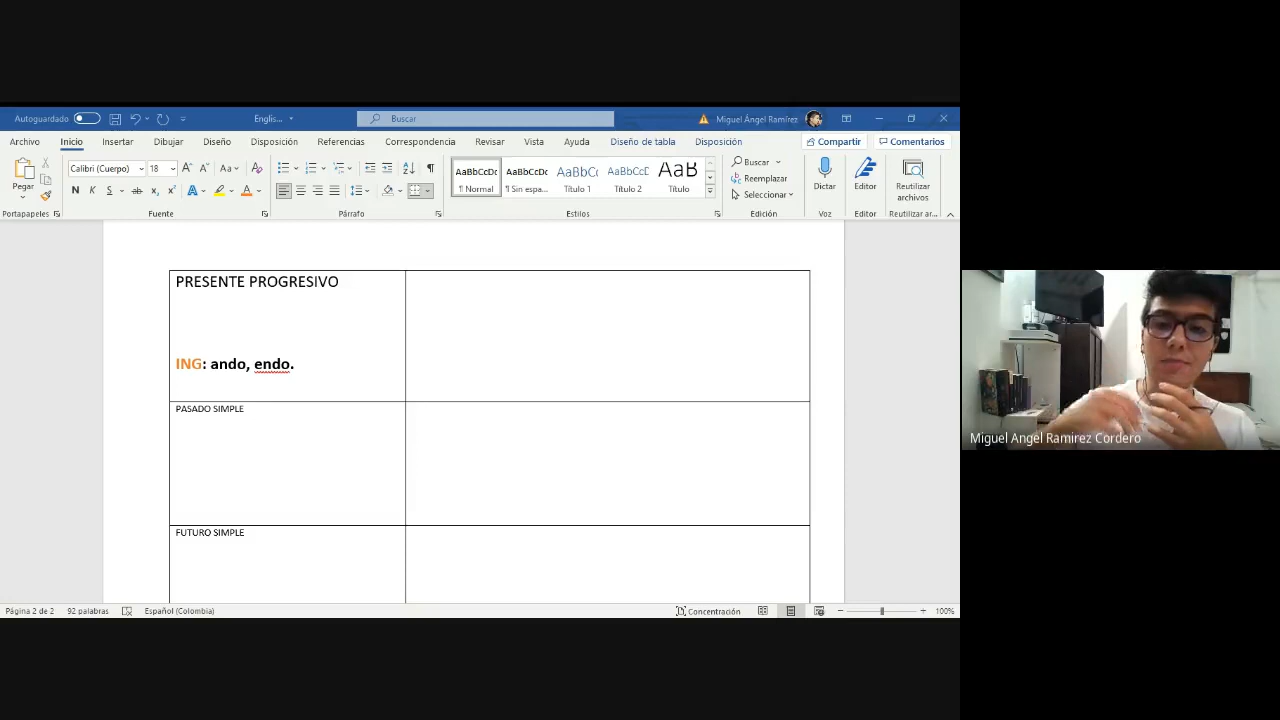 Autoguardado
Englis...
Buscar
Miguel Ángel Ramírez
Archivo
Inicio
Insertar
Dibujar
Diseño
Disposición
Referencias
Correspondencia
Revisar
Vista
Ayuda
Diseño de tabla
Disposición
Compartir
Comentarios
Pegar
Calibri (Cuerpo)
18
AaBbCcDc
¶ Normal
AaBbCcDc
¶ Sin espa...
AaBbCc
Título 1
AaBbCcD
Título 2
AaB
Título
Buscar
Reemplazar
Seleccionar
Dictar
Editor
Reutilizar
archivos
Portapapeles
Fuente
Párrafo
Estilos
Edición
Voz
Editor
Reutilizar ar...
PRESENTE PROGRESIVO
ING: ando, endo.
PASADO SIMPLE
FUTURO SIMPLE
Miguel Angel Ramirez Cordero
Página 2 de 2
92 palabras
Español (Colombia)
Concentración
100%